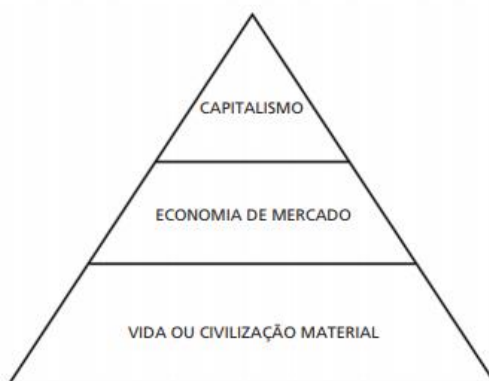 CAPITALISMO
ECONOMIA DE MERCADO
VIDA OU CIVILIZAÇÃO MATERIAL